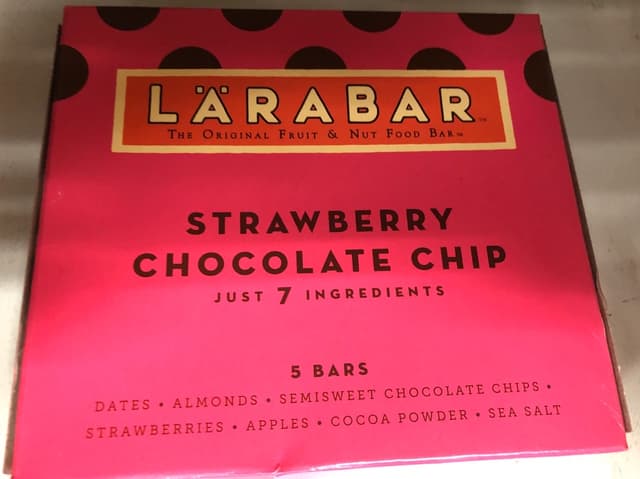 LÄRABAR™
THE ORIGINAL FRUIT & NUT FOOD BAR™
STRAWBERRY
CHOCOLATE CHIP
JUST 7 INGREDIENTS
5 BARS
DATES • ALMONDS • SEMISWEET CHOCOLATE CHIPS •
STRAWBERRIES • APPLES • COCOA POWDER • SEA SALT